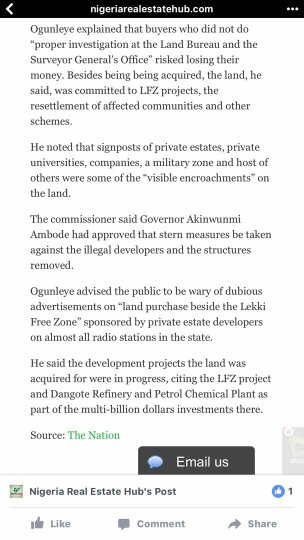 nigeriarealestatehub.com
Ogunleye explained that buyers who did not do
“proper investigation at the Land Bureau and the
Surveyor General’s Office” risked losing their
money. Besides being being acquired, the land, he
said, was committed to LFZ projects, the
resettlement of affected communities and other
schemes.
He noted that signposts of private estates, private
universities, companies, a military zone and host of
others were some of the “visible encroachments” on
the land.
The commissioner said Governor Akinwunmi
Ambode had approved that stern measures be taken
against the illegal developers and the structures
removed.
Ogunleye advised the public to be wary of dubious
advertisements on “land purchase beside the Lekki
Free Zone” sponsored by private estate developers
on almost all radio stations in the state.
He said the development projects the land was
acquired for were in progress, citing the LFZ project
and Dangote Refinery and Petrol Chemical Plant as
part of the multi-billion dollars investments there.
Source: The Nation
Email us
Nigeria Real Estate Hub's Post
1
Like Comment Share